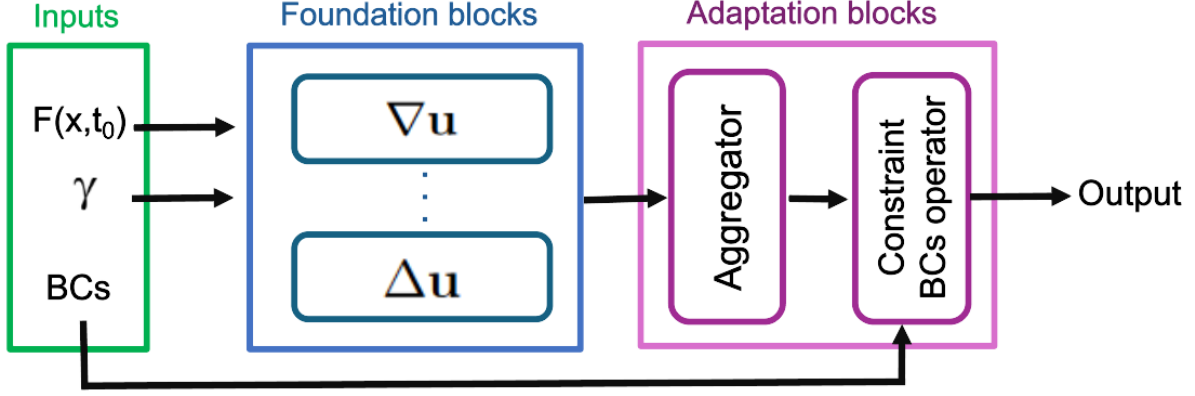 Inputs
Foundation blocks
Adaptation blocks
F(x,t₀)
γ
BCs
∇u
Δu
Aggregator
Constraint
BCs operator
Output